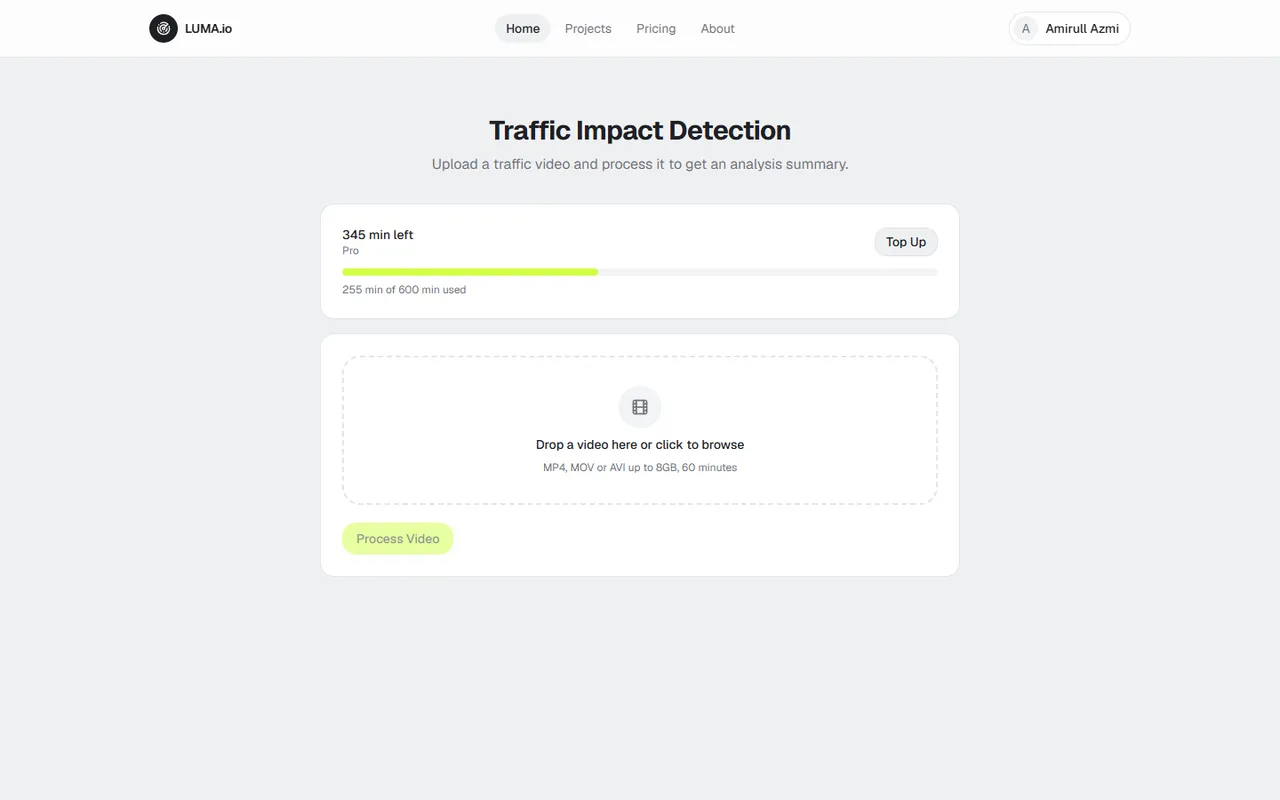 LUMA.io
Home Projects Pricing About
A Amirull Azmi
Traffic Impact Detection
Upload a traffic video and process it to get an analysis summary.
345 min left
Pro
Top Up
255 min of 600 min used
Drop a video here or click to browse
MP4, MOV or AVI up to 8GB, 60 minutes
Process Video